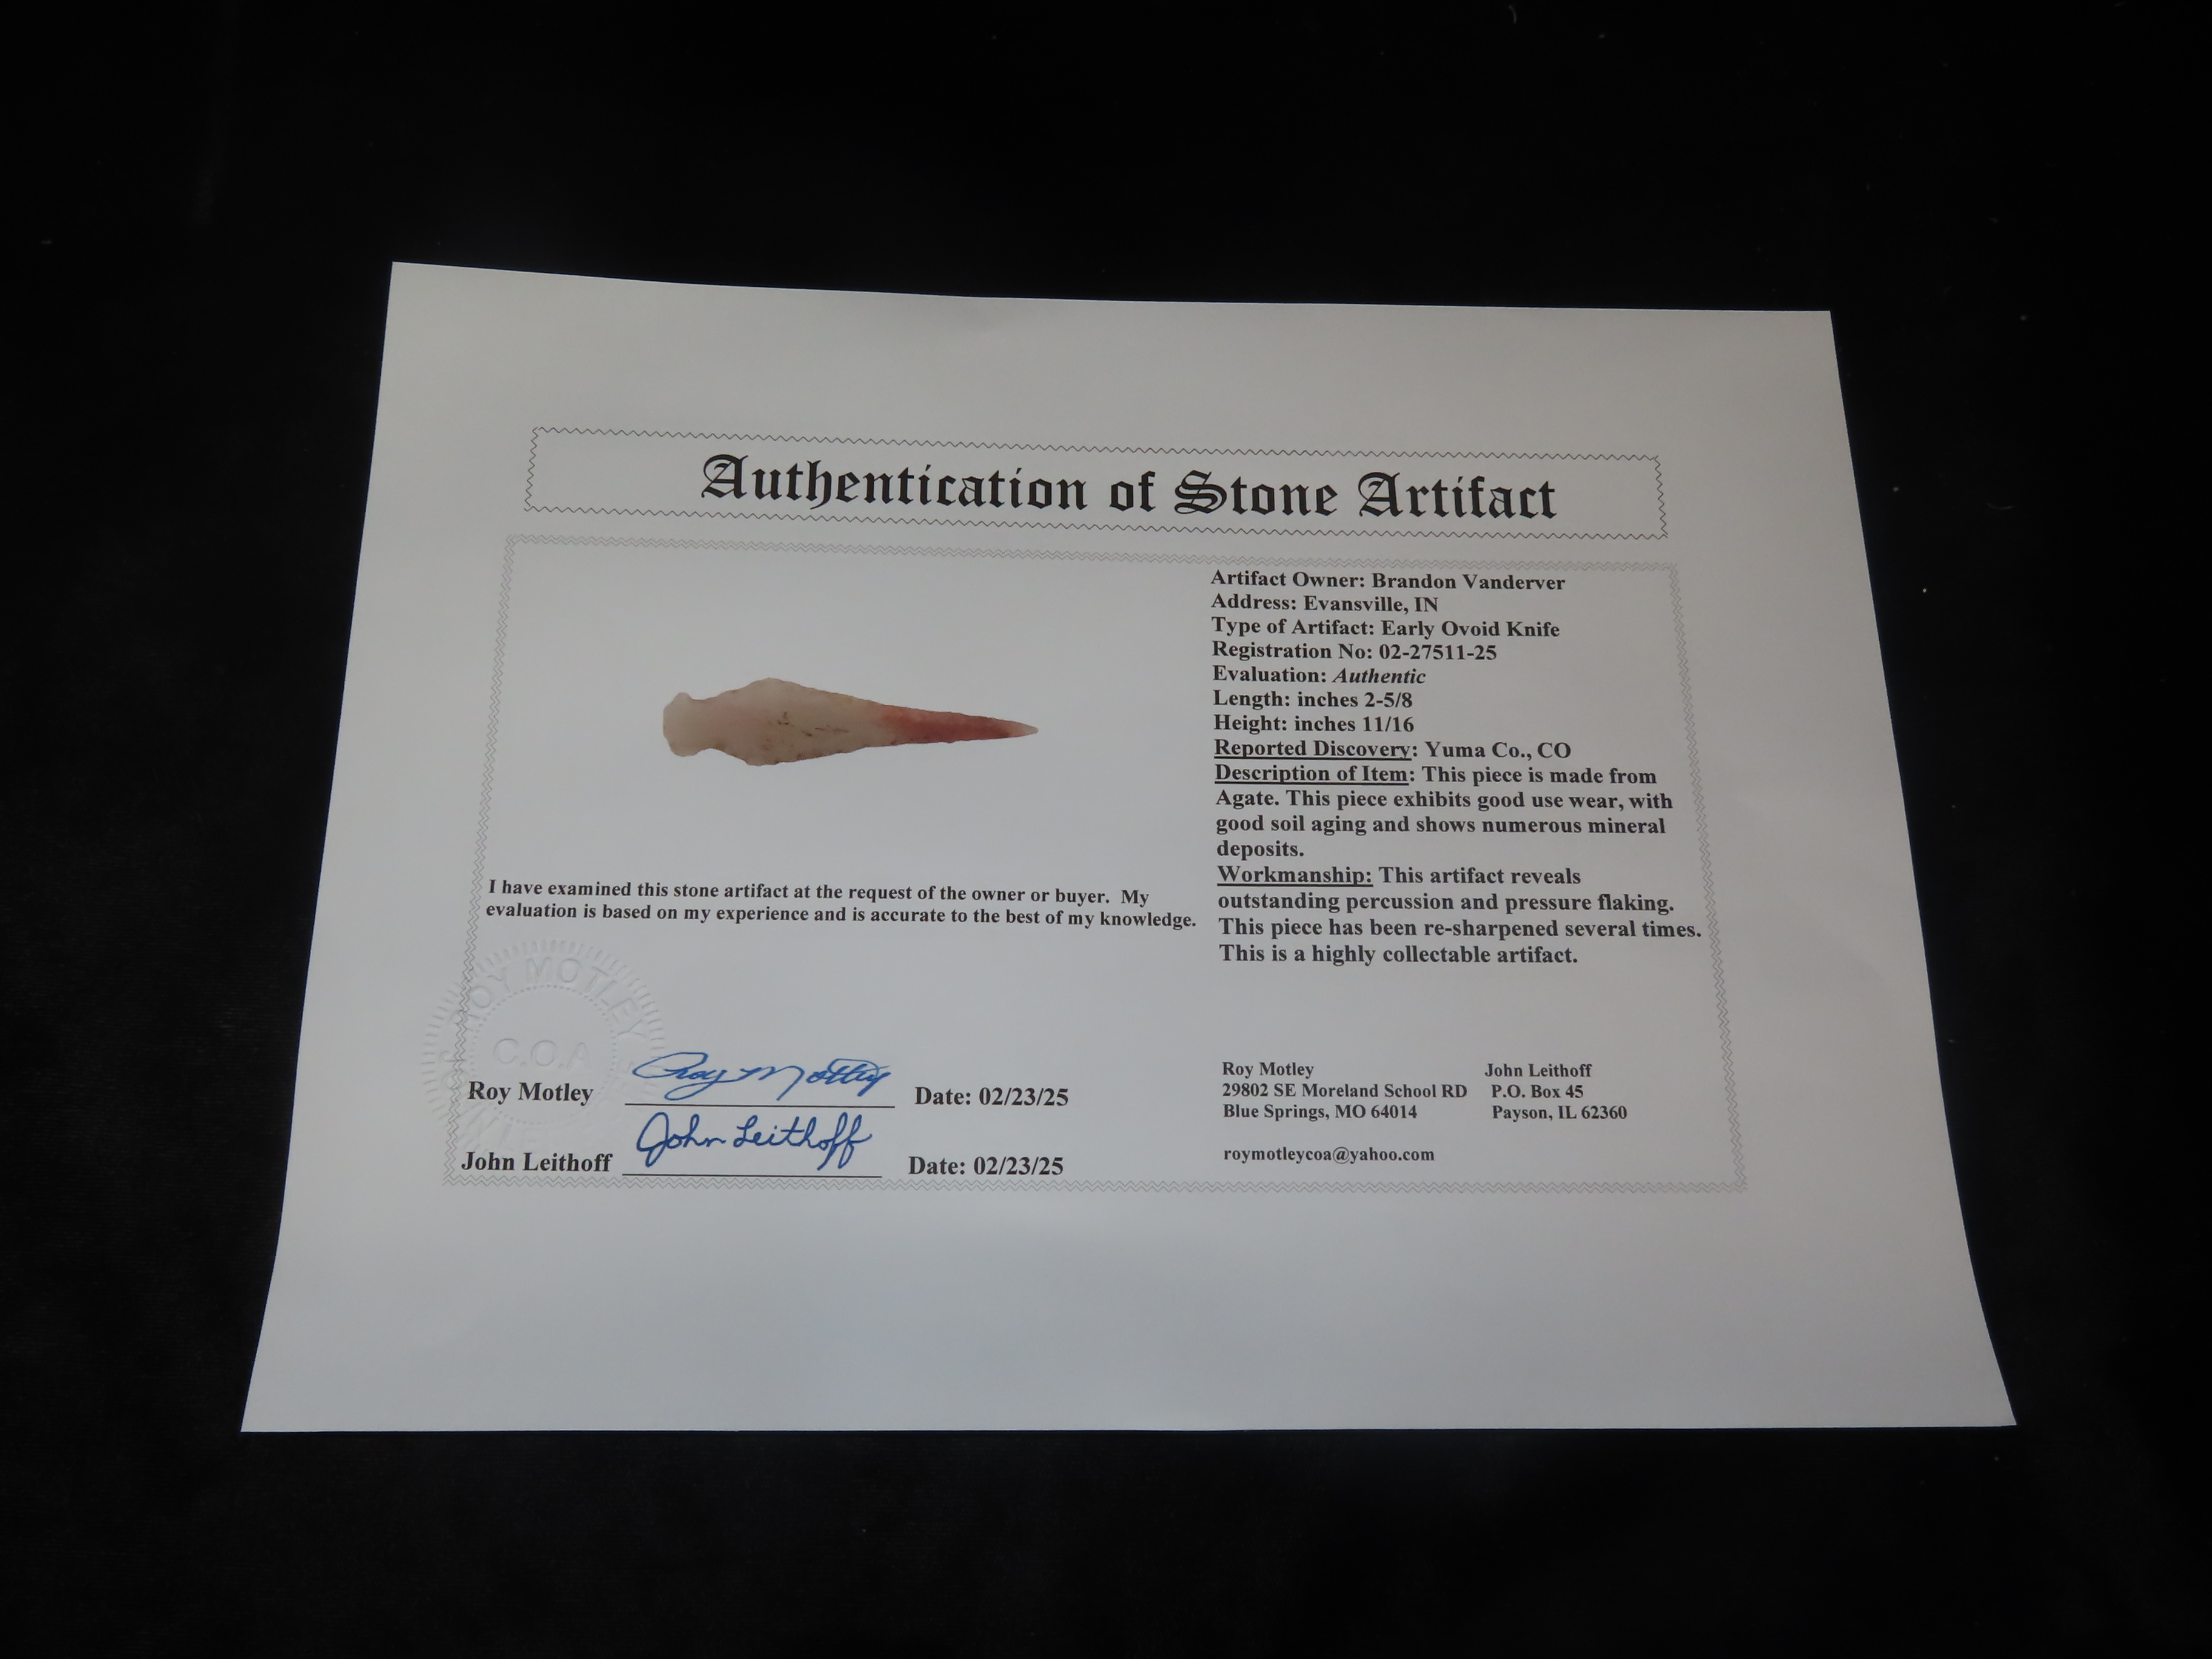 Authentication of Stone Artifact
Artifact Owner: Brandon Vanderver
Address: Evansville, IN
Type of Artifact: Early Ovoid Knife
Registration No: 02-27511-25
Evaluation: Authentic
Length: inches 2-5/8
Height: inches 11/16
Reported Discovery: Yuma Co., CO
Description of Item: This piece is made from
Agate. This piece exhibits good use wear, with
good soil aging and shows numerous mineral
deposits.
Workmanship: This artifact reveals
outstanding percussion and pressure flaking.
This piece has been re-sharpened several times.
This is a highly collectable artifact.
I have examined this stone artifact at the request of the owner or buyer. My
evaluation is based on my experience and is accurate to the best of my knowledge.
ROY MOTLEY
C.O.A
Roy Motley Roy Motley Date: 02/23/25
John Leithoff John Leithoff Date: 02/23/25
Roy Motley John Leithoff
29802 SE Moreland School RD P.O. Box 45
Blue Springs, MO 64014 Payson, IL 62360
roymotleycoa@yahoo.com